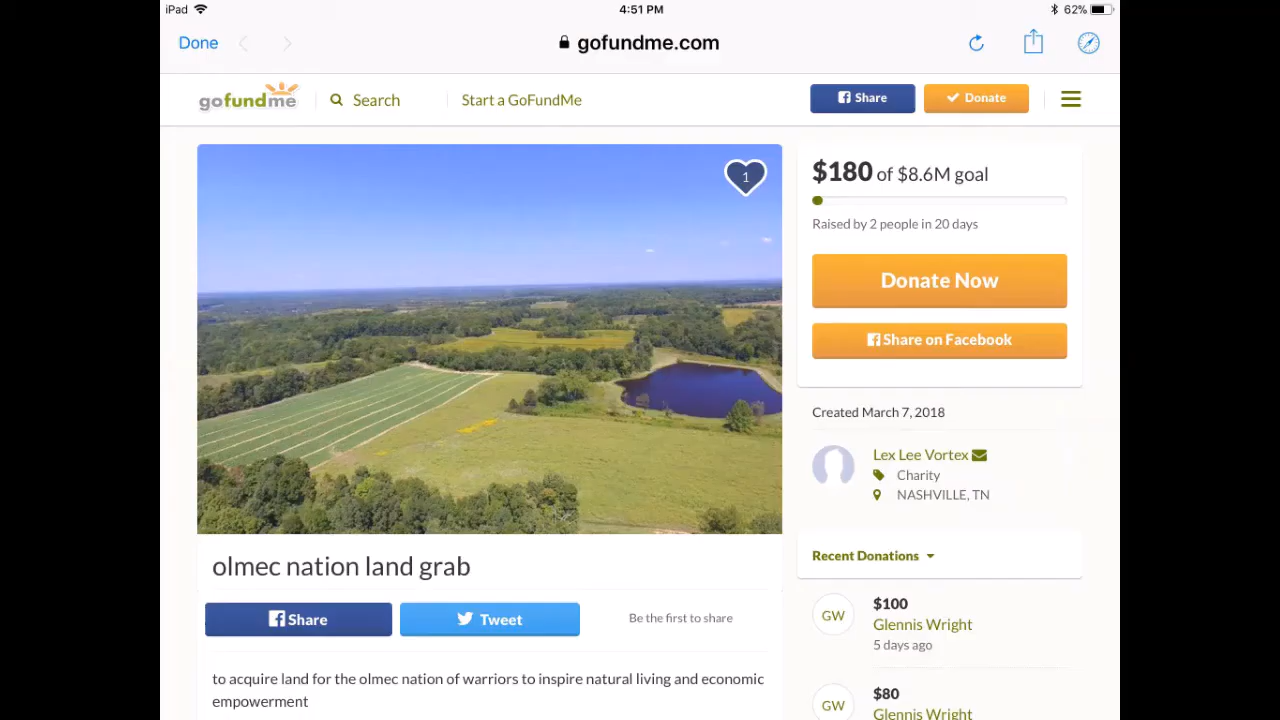 iPad
4:51 PM
62%
Done
gofundme.com
gofundme
Search
Start a GoFundMe
Share
Donate
1
$180 of $8.6M goal
Raised by 2 people in 20 days
Donate Now
Share on Facebook
Created March 7, 2018
Lex Lee Vortex
Charity
NASHVILLE, TN
olmec nation land grab
Share
Tweet
Be the first to share
to acquire land for the olmec nation of warriors to inspire natural living and economic
empowerment
Recent Donations
GW
$100
Glennis Wright
5 days ago
GW
$80
Glennis Wright